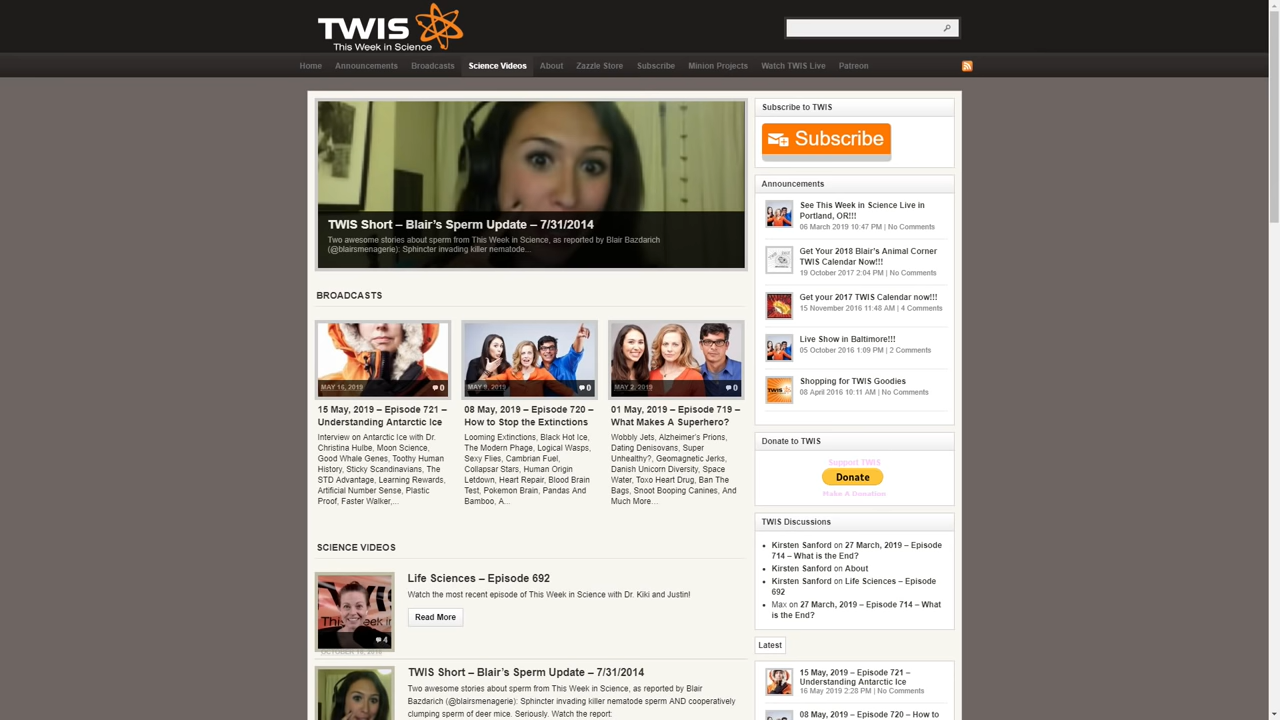 TWIS
This Week in Science
Home Announcements Broadcasts Science Videos About Zazzle Store Subscribe Minion Projects Watch TWIS Live Patreon
TWIS Short – Blair's Sperm Update – 7/31/2014
Two awesome stories about sperm from This Week in Science, as reported by Blair Bazdarich
(@blairsmenagerie): Sphincter invading killer nematode...
BROADCASTS
MAY 16, 2019
0
15 May, 2019 – Episode 721 –
Understanding Antarctic Ice
Interview on Antarctic Ice with Dr.
Christina Hulbe, Moon Science,
Good Whale Genes, Toothy Human
History, Sticky Scandinavians, The
STD Advantage, Learning Rewards,
Artificial Number Sense, Plastic
Proof, Faster Walker,...
MAY 9, 2019
0
08 May, 2019 – Episode 720 –
How to Stop the Extinctions
Looming Extinctions, Black Hot Ice,
The Modern Phage, Logical Wasps,
Sexy Flies, Cambrian Fuel,
Collapsar Stars, Human Origin
Letdown, Heart Repair, Blood Brain
Test, Pokemon Brain, Pandas And
Bamboo, A...
MAY 2, 2019
0
01 May, 2019 – Episode 719 –
What Makes A Superhero?
Wobbly Jets, Alzheimer's Prions,
Dating Denisovans, Super
Unhealthy?, Geomagnetic Jerks,
Danish Unicorn Diversity, Space
Water, Toxo Heart Drug, Ban The
Bags, Snoot Booping Canines, And
Much More...
SCIENCE VIDEOS
4
OCTOBER 16, 2018
Life Sciences – Episode 692
Watch the most recent episode of This Week in Science with Dr. Kiki and Justin!
Read More
TWIS Short – Blair's Sperm Update – 7/31/2014
Two awesome stories about sperm from This Week in Science, as reported by Blair
Bazdarich (@blairsmenagerie): Sphincter invading killer nematode sperm AND cooperatively
clumping sperm of deer mice. Seriously. Watch the report:
Subscribe to TWIS
Subscribe
Announcements
See This Week in Science Live in
Portland, OR!!!
06 March 2019 10:47 PM | No Comments
Get Your 2018 Blair's Animal Corner
TWIS Calendar Now!!!
19 October 2017 2:04 PM | No Comments
Get your 2017 TWIS Calendar now!!!
15 November 2016 11:48 AM | 4 Comments
Live Show in Baltimore!!!
05 October 2016 1:09 PM | 2 Comments
TWIS
Shopping for TWIS Goodies
08 April 2016 10:11 AM | No Comments
Donate to TWIS
Support TWIS
Donate
Make A Donation
TWIS Discussions
Kirsten Sanford on 27 March, 2019 – Episode
714 – What is the End?
Kirsten Sanford on About
Kirsten Sanford on Life Sciences – Episode
692
Max on 27 March, 2019 – Episode 714 – What
is the End?
Latest
15 May, 2019 – Episode 721 –
Understanding Antarctic Ice
16 May 2019 2:28 PM | No Comments
08 May, 2019 – Episode 720 – How to